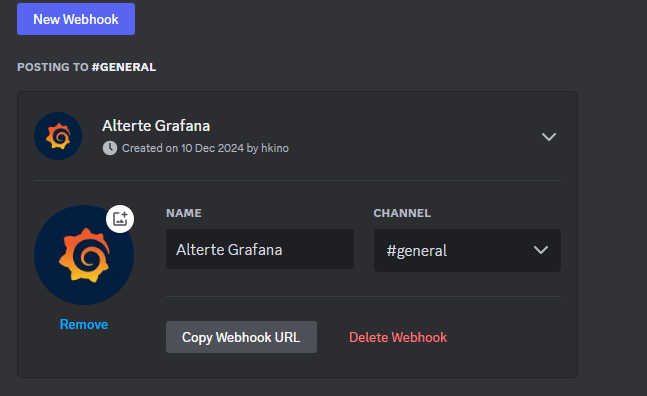 New Webhook
POSTING TO #GENERAL
Alterte Grafana
Created on 10 Dec 2024 by hkino
NAME
CHANNEL
Alterte Grafana
#general
Remove
Copy Webhook URL
Delete Webhook